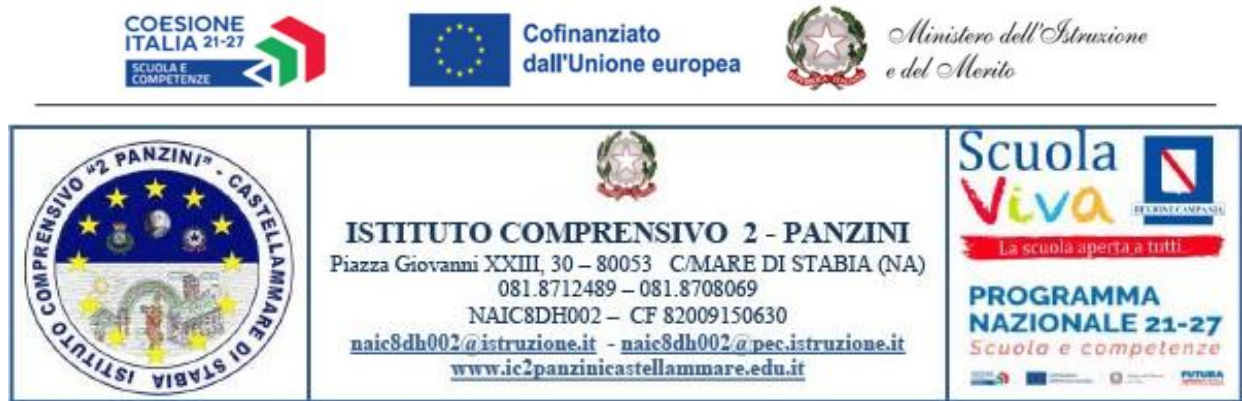 COESIONE
ITALIA 21-27
SCUOLA E
COMPETENZE
Cofinanziato
dall'Unione europea
Ministero dell'Istruzione
e del Merito
ISTITUTO COMPRENSIVO "2 PANZINI" - CASTELLAMMARE DI STABIA
ISTITUTO COMPRENSIVO 2 - PANZINI
Piazza Giovanni XXIII, 30 – 80053 C/MARE DI STABIA (NA)
081.8712489 – 081.8708069
NAIC8DH002 – CF 82009150630
naic8dh002@istruzione.it - naic8dh002@pec.istruzione.it
www.ic2panzinicastellammare.edu.it
Scuola
Viva
REGIONE CAMPANIA
La scuola aperta a tutti..
PROGRAMMA
NAZIONALE 21-27
Scuola e competenze
FUTURA